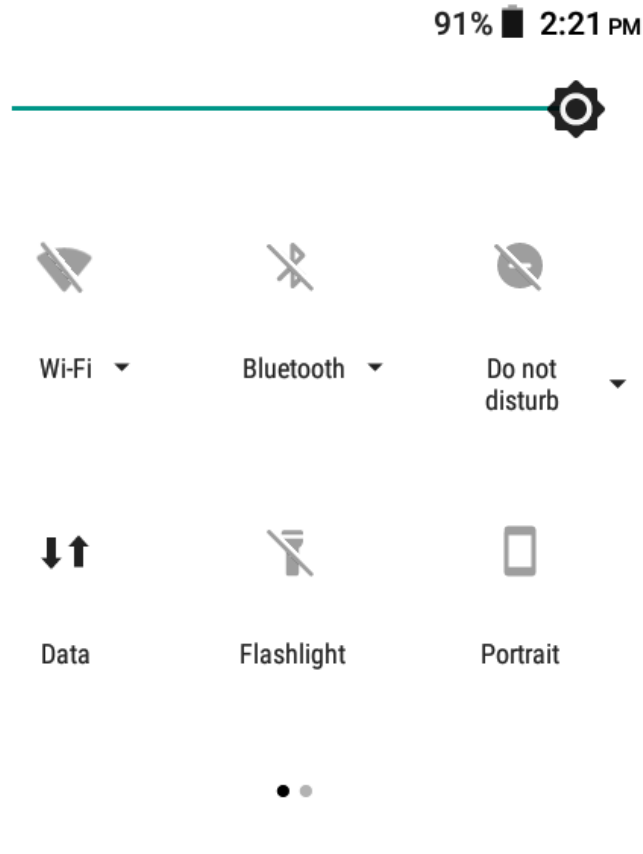 91% 2:21 PM
Wi-Fi
Bluetooth
Do not
disturb
Data
Flashlight
Portrait